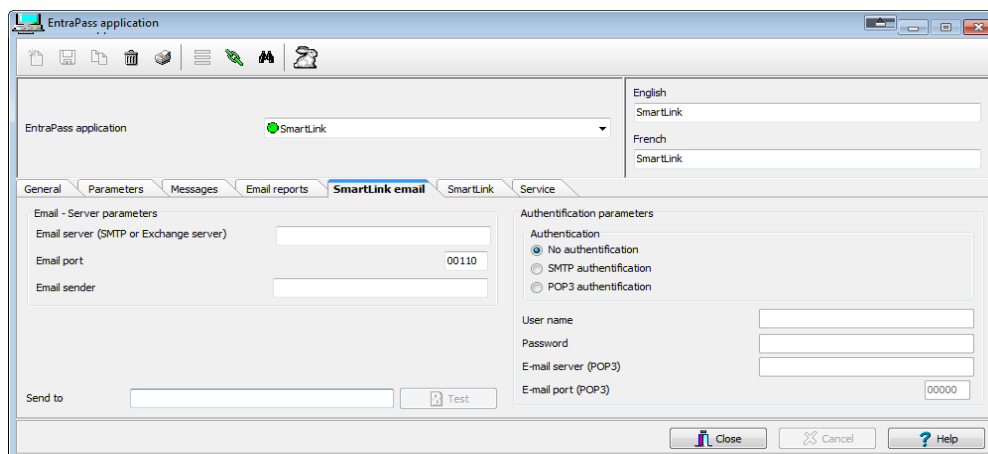 EntraPass application
English
SmartLink
EntraPass application
SmartLink
French
SmartLink
General
Parameters
Messages
Email reports
SmartLink email
SmartLink
Service
Email - Server parameters
Email server (SMTP or Exchange server)
Email port
00110
Email sender
Send to
Test
Authentification parameters
Authentication
No authentification
SMTP authentification
POP3 authentification
User name
Password
E-mail server (POP3)
E-mail port (POP3)
00000
Close
Cancel
Help